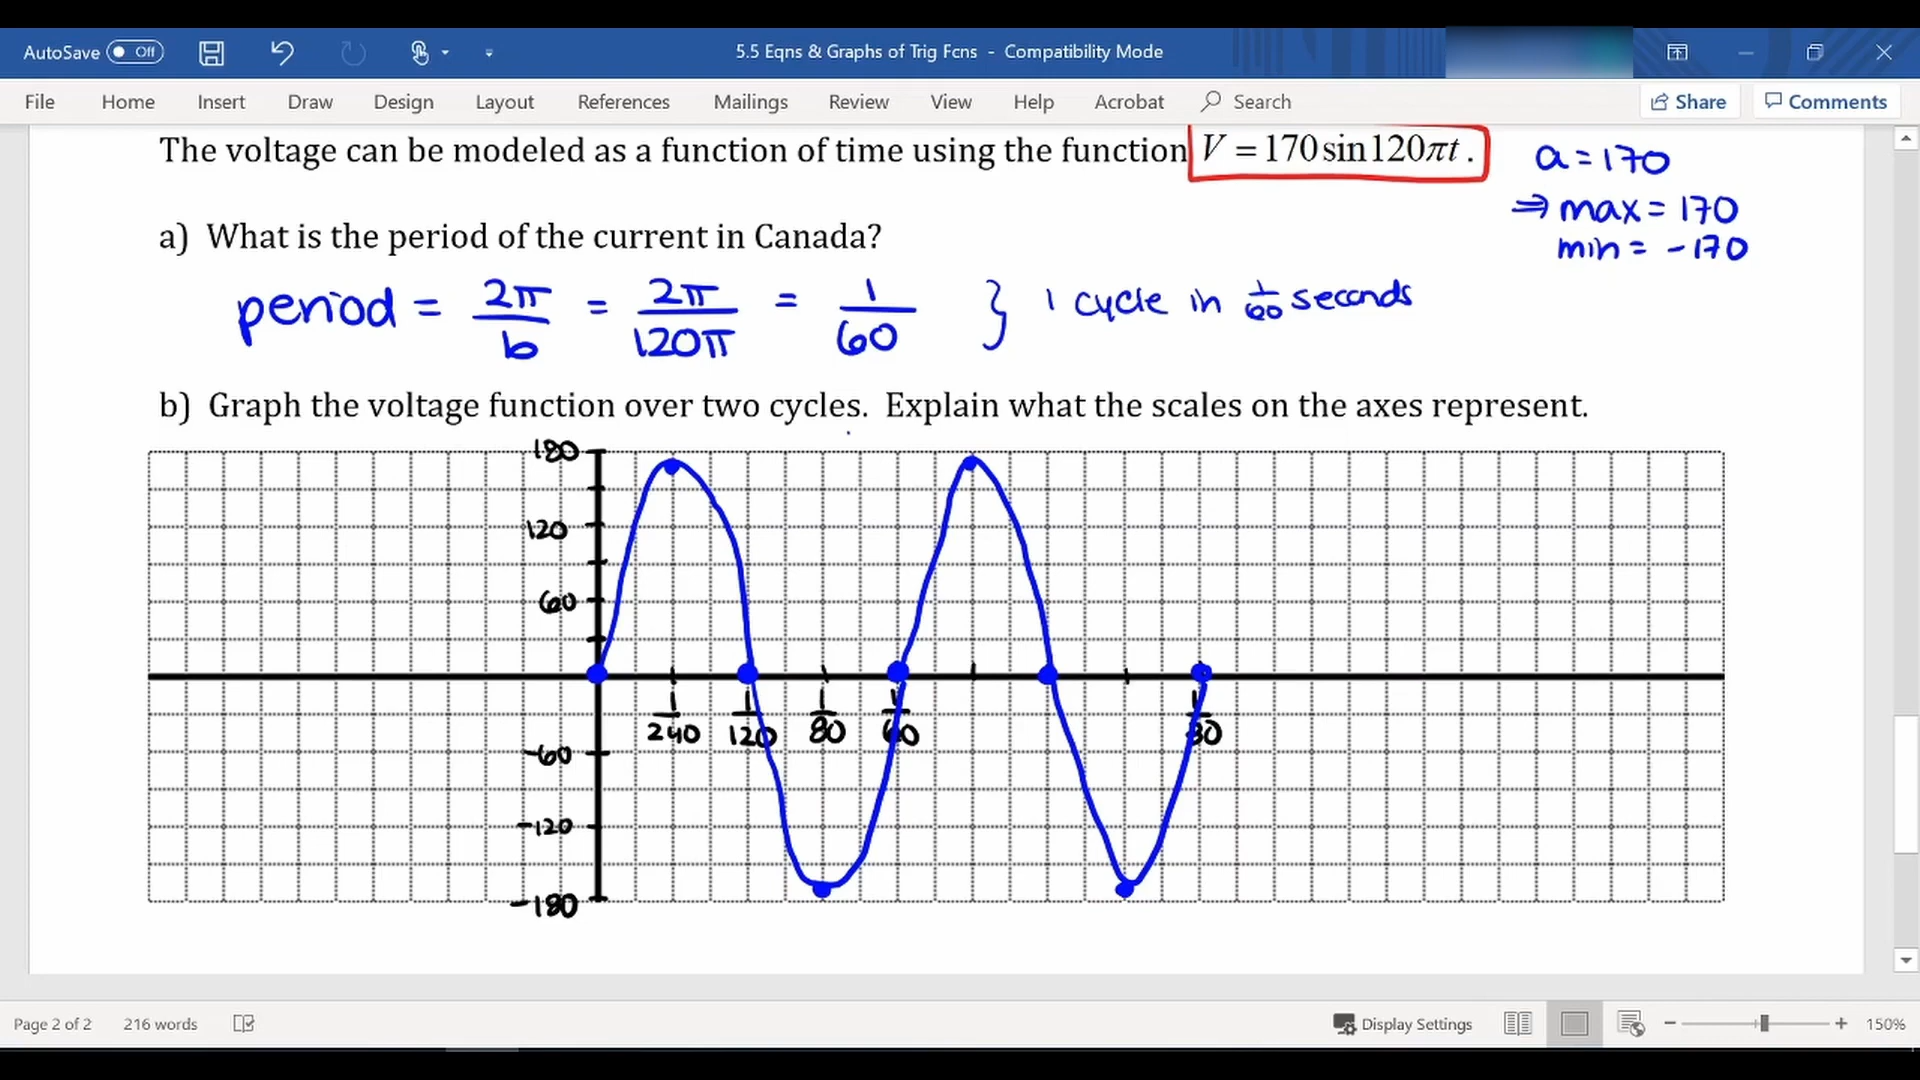 AutoSave Off 5.5 Eqns & Graphs of Trig Fcns - Compatibility Mode
File Home Insert Draw Design Layout References Mailings Review View Help Acrobat Search Share Comments
The voltage can be modeled as a function of time using the function V = 170 sin 120πt .
a = 170
⇒ max = 170
min = -170
a) What is the period of the current in Canada?
period = 2π/b = 2π/120π = 1/60 } 1 cycle in 1/60 seconds
b) Graph the voltage function over two cycles. Explain what the scales on the axes represent.
180
120
60
1/240 1/120 1/80 1/60 1/30
-60
-120
-180
Page 2 of 2 216 words Display Settings 150%